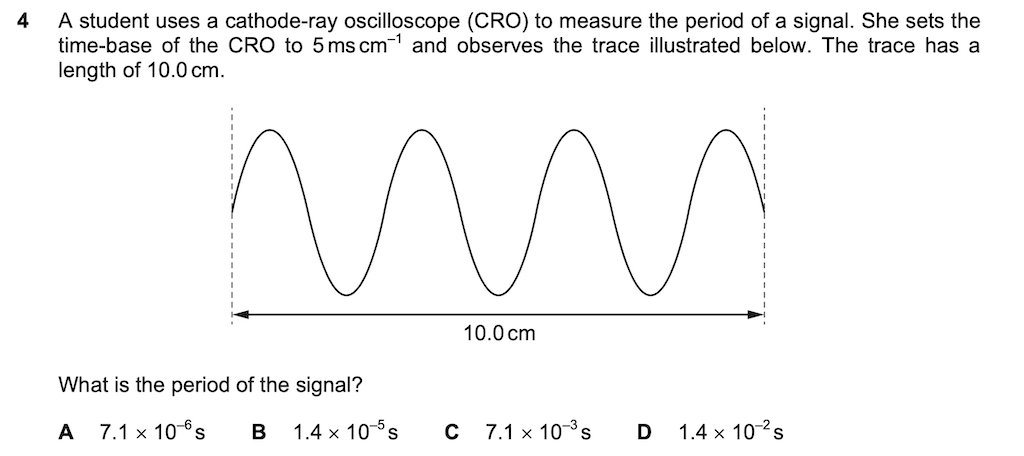 4 A student uses a cathode-ray oscilloscope (CRO) to measure the period of a signal. She sets the
time-base of the CRO to 5 ms cm⁻¹ and observes the trace illustrated below. The trace has a
length of 10.0 cm.
10.0 cm
What is the period of the signal?
A 7.1 × 10⁻⁶ s B 1.4 × 10⁻⁵ s C 7.1 × 10⁻³ s D 1.4 × 10⁻² s